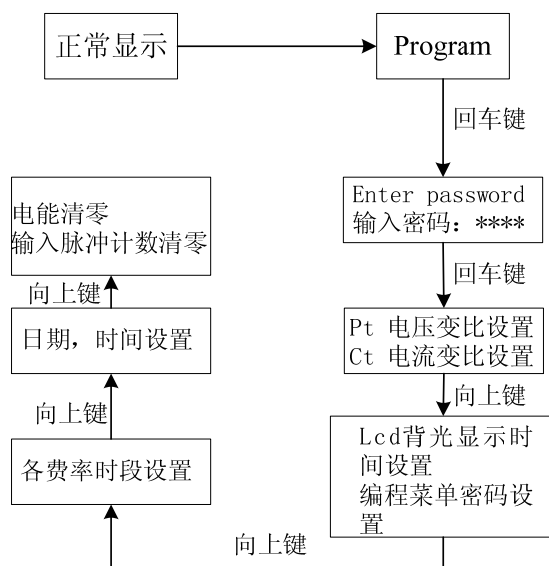 正常显示
Program
回车键
Enter password
输入密码：****
回车键
Pt 电压变比设置
Ct 电流变比设置
向上键
Lcd背光显示时
间设置
编程菜单密码设
置
向上键
各费率时段设置
向上键
日期，时间设置
向上键
电能清零
输入脉冲计数清零